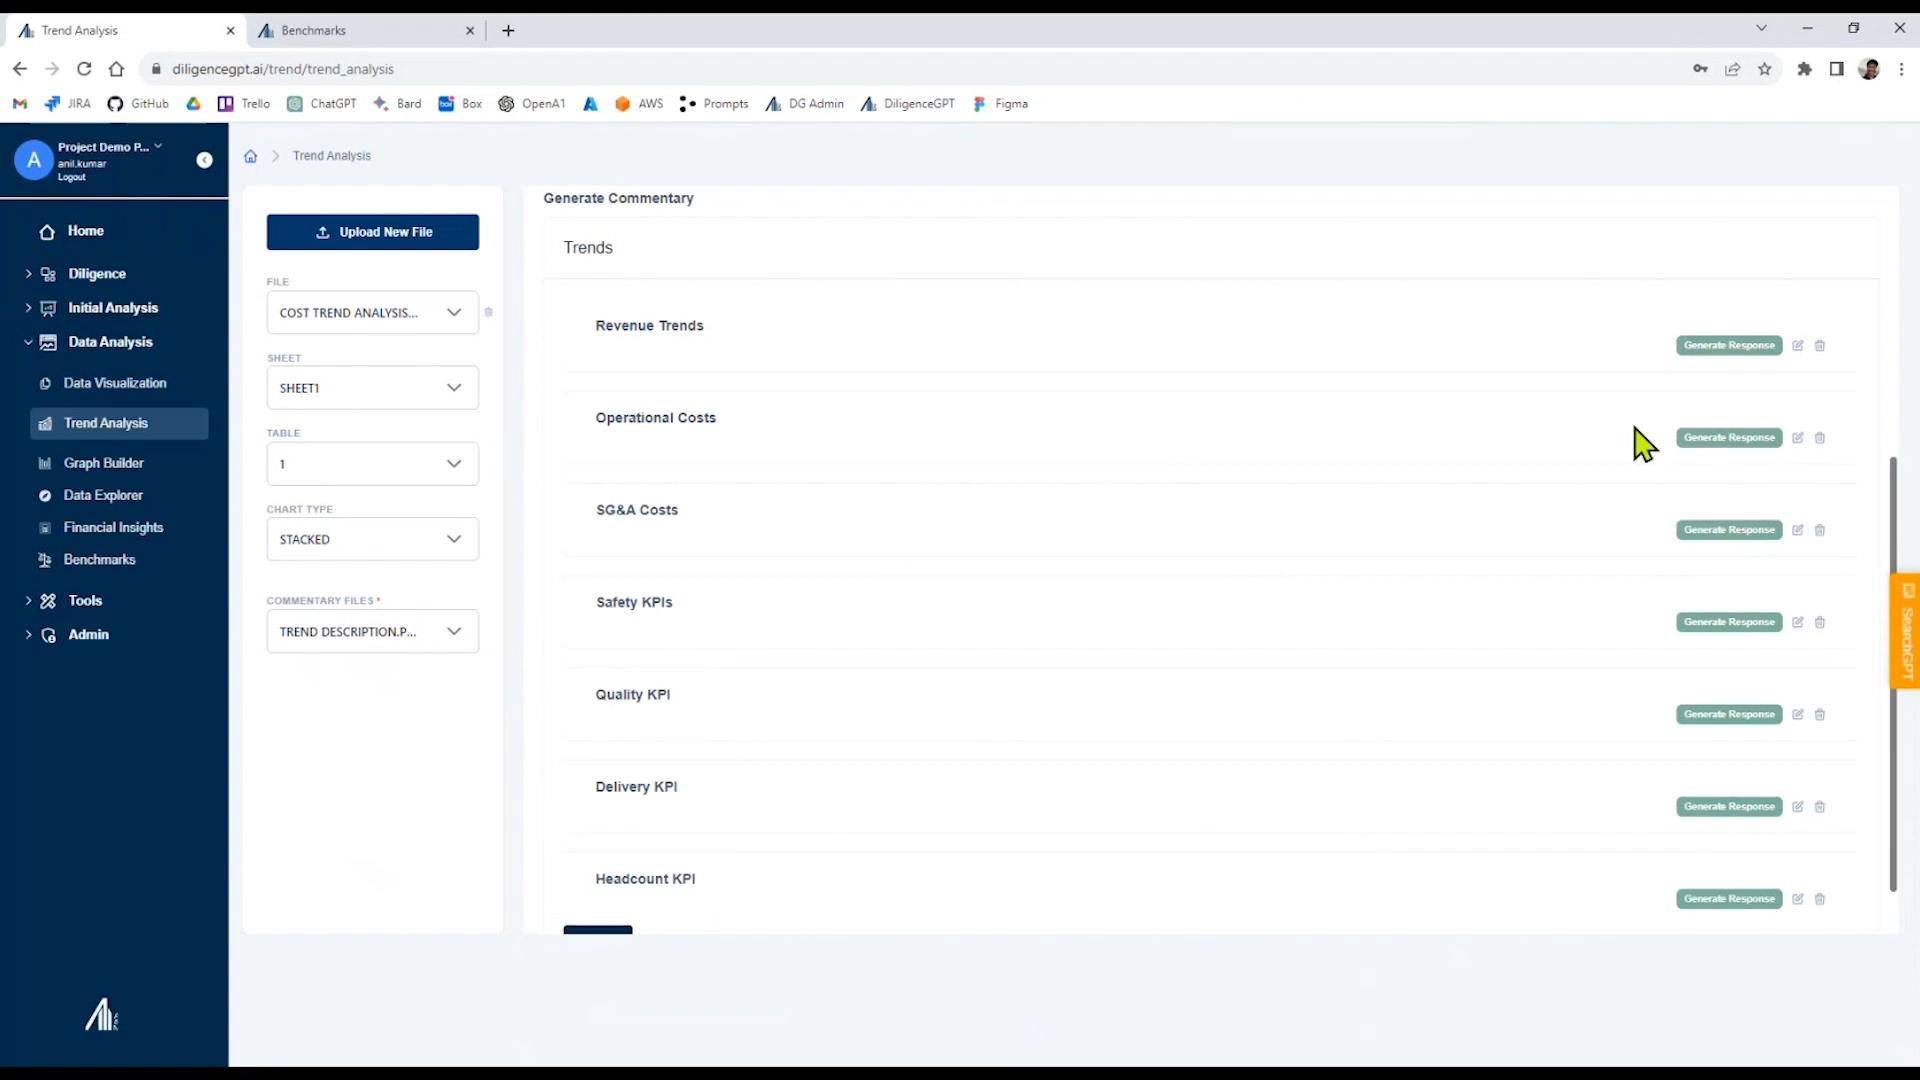 Trend Analysis
Benchmarks
diligencegpt.ai/trend/trend_analysis
JIRA
GitHub
Trello
ChatGPT
Bard
box
Box
OpenA1
AWS
Prompts
DG Admin
DiligenceGPT
Figma
A
Project Demo P...
anil.kumar
Logout
Home
Diligence
Initial Analysis
Data Analysis
Data Visualization
Trend Analysis
Graph Builder
Data Explorer
Financial Insights
Benchmarks
Tools
Admin
Trend Analysis
Upload New File
FILE
COST TREND ANALYSIS...
SHEET
SHEET1
TABLE
1
CHART TYPE
STACKED
COMMENTARY FILES *
TREND DESCRIPTION.P...
Generate Commentary
Trends
Revenue Trends
Generate Response
Operational Costs
Generate Response
SG&A Costs
Generate Response
Safety KPIs
Generate Response
Quality KPI
Generate Response
Delivery KPI
Generate Response
Headcount KPI
Generate Response
SearchGPT